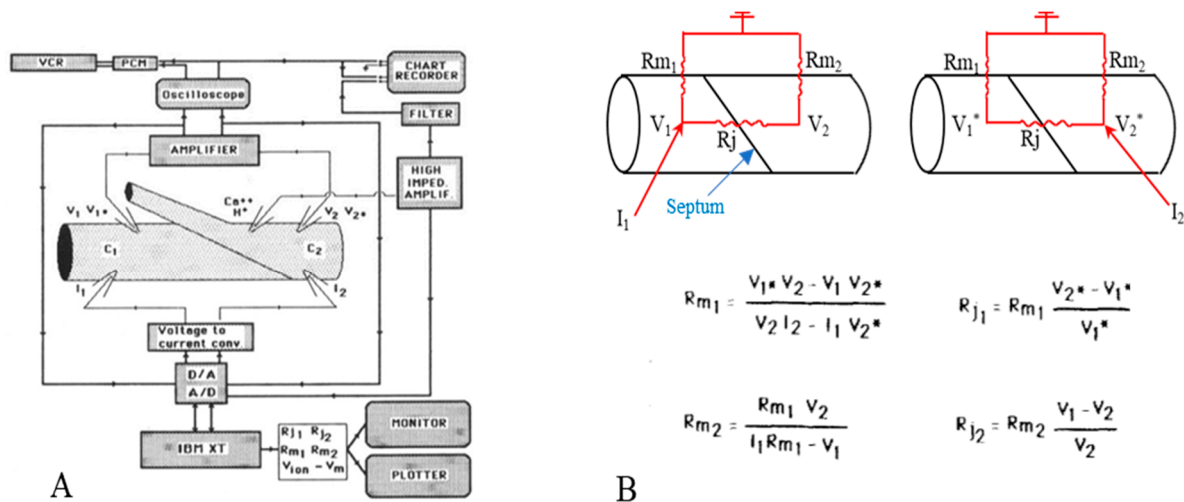 VCR
PCM
CHART
RECORDER
Oscilloscope
FILTER
AMPLIFIER
HIGH
IMPED.
AMPLIF.
Ca++
H+
V1 V1*
V2 V2*
C1
C2
I1
I2
Voltage to
current conv.
D/A
A/D
IBM XT
Rj1 Rj2
Rm1 Rm2
Vion - Vm
MONITOR
PLOTTER
A
Rm1
Rm2
V1
Rj
V2
Septum
I1
Rm1
Rm2
V1*
Rj
V2*
I2
Rm1 = (V1* V2 - V1 V2*) / (V2 I2 - I1 V2*)
Rj1 = Rm1 (V2* - V1*) / V1*
Rm2 = (Rm1 V2) / (I1 Rm1 - V1)
Rj2 = Rm2 (V1 - V2) / V2
B